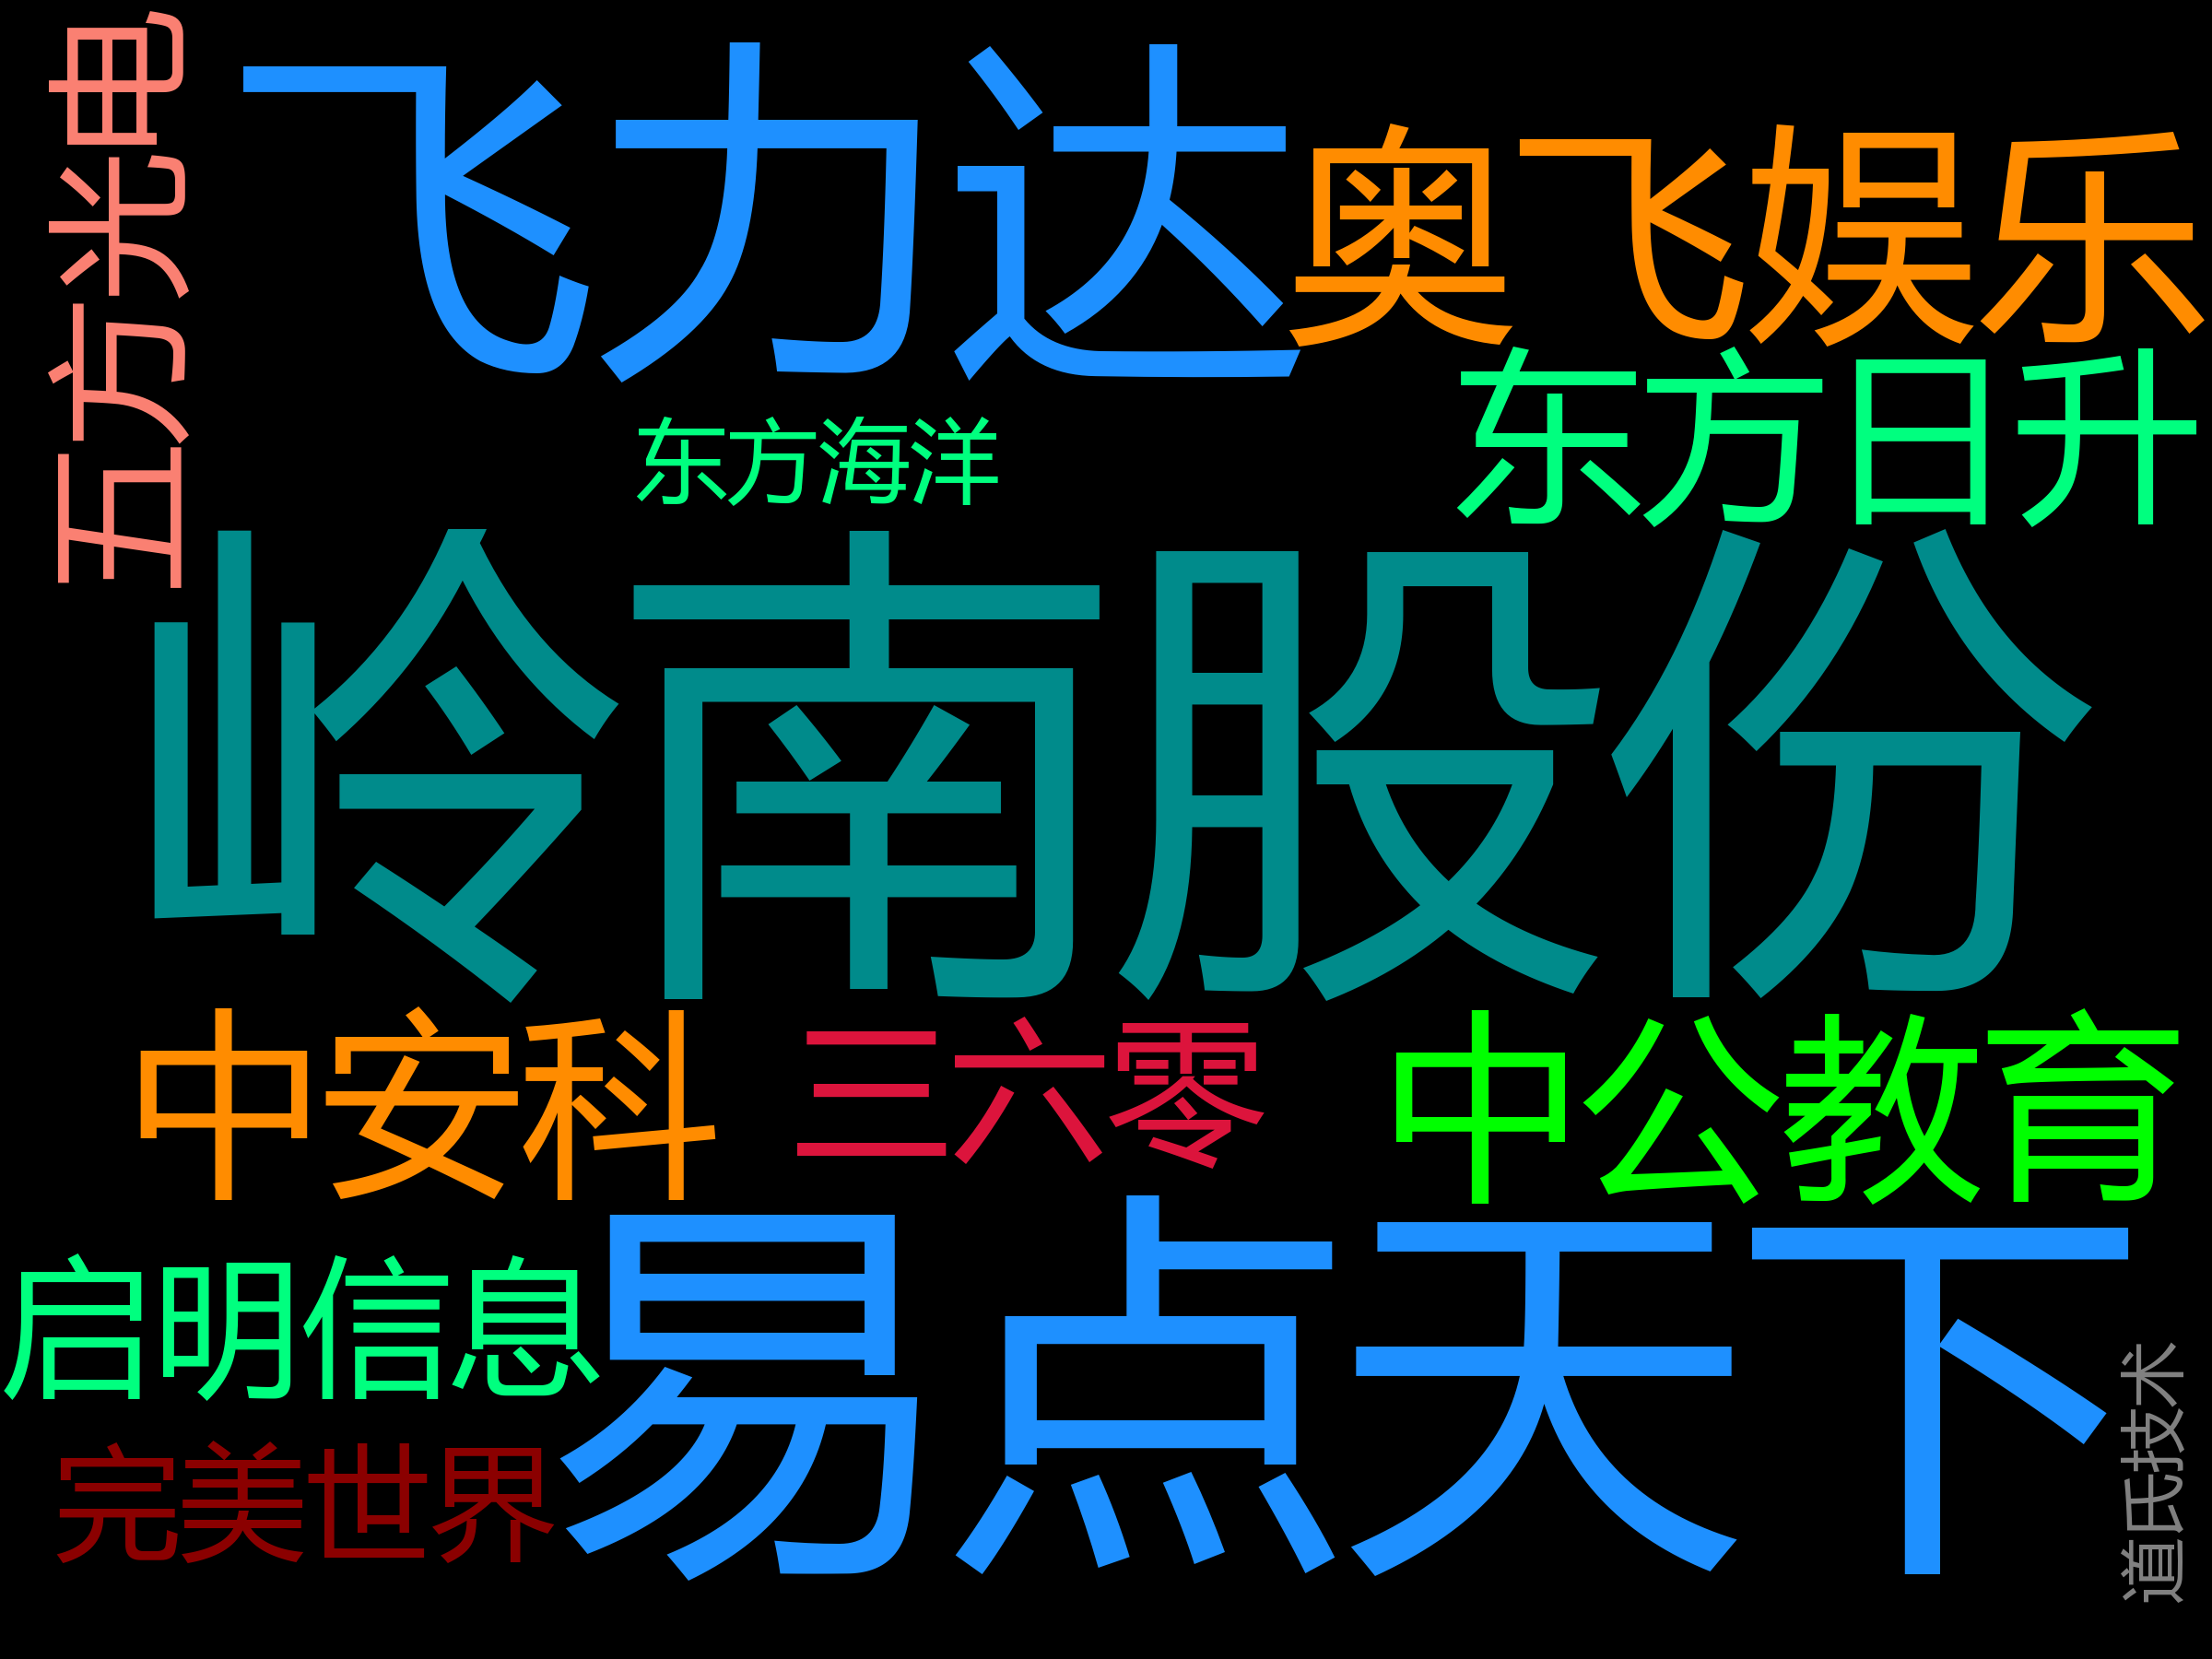 五方光电
飞力达
奥飞娱乐
东方日升
东方海洋
岭南股份
中安科
三六零
中公教育
启明信息
易点天下
完美世界
道氏技术